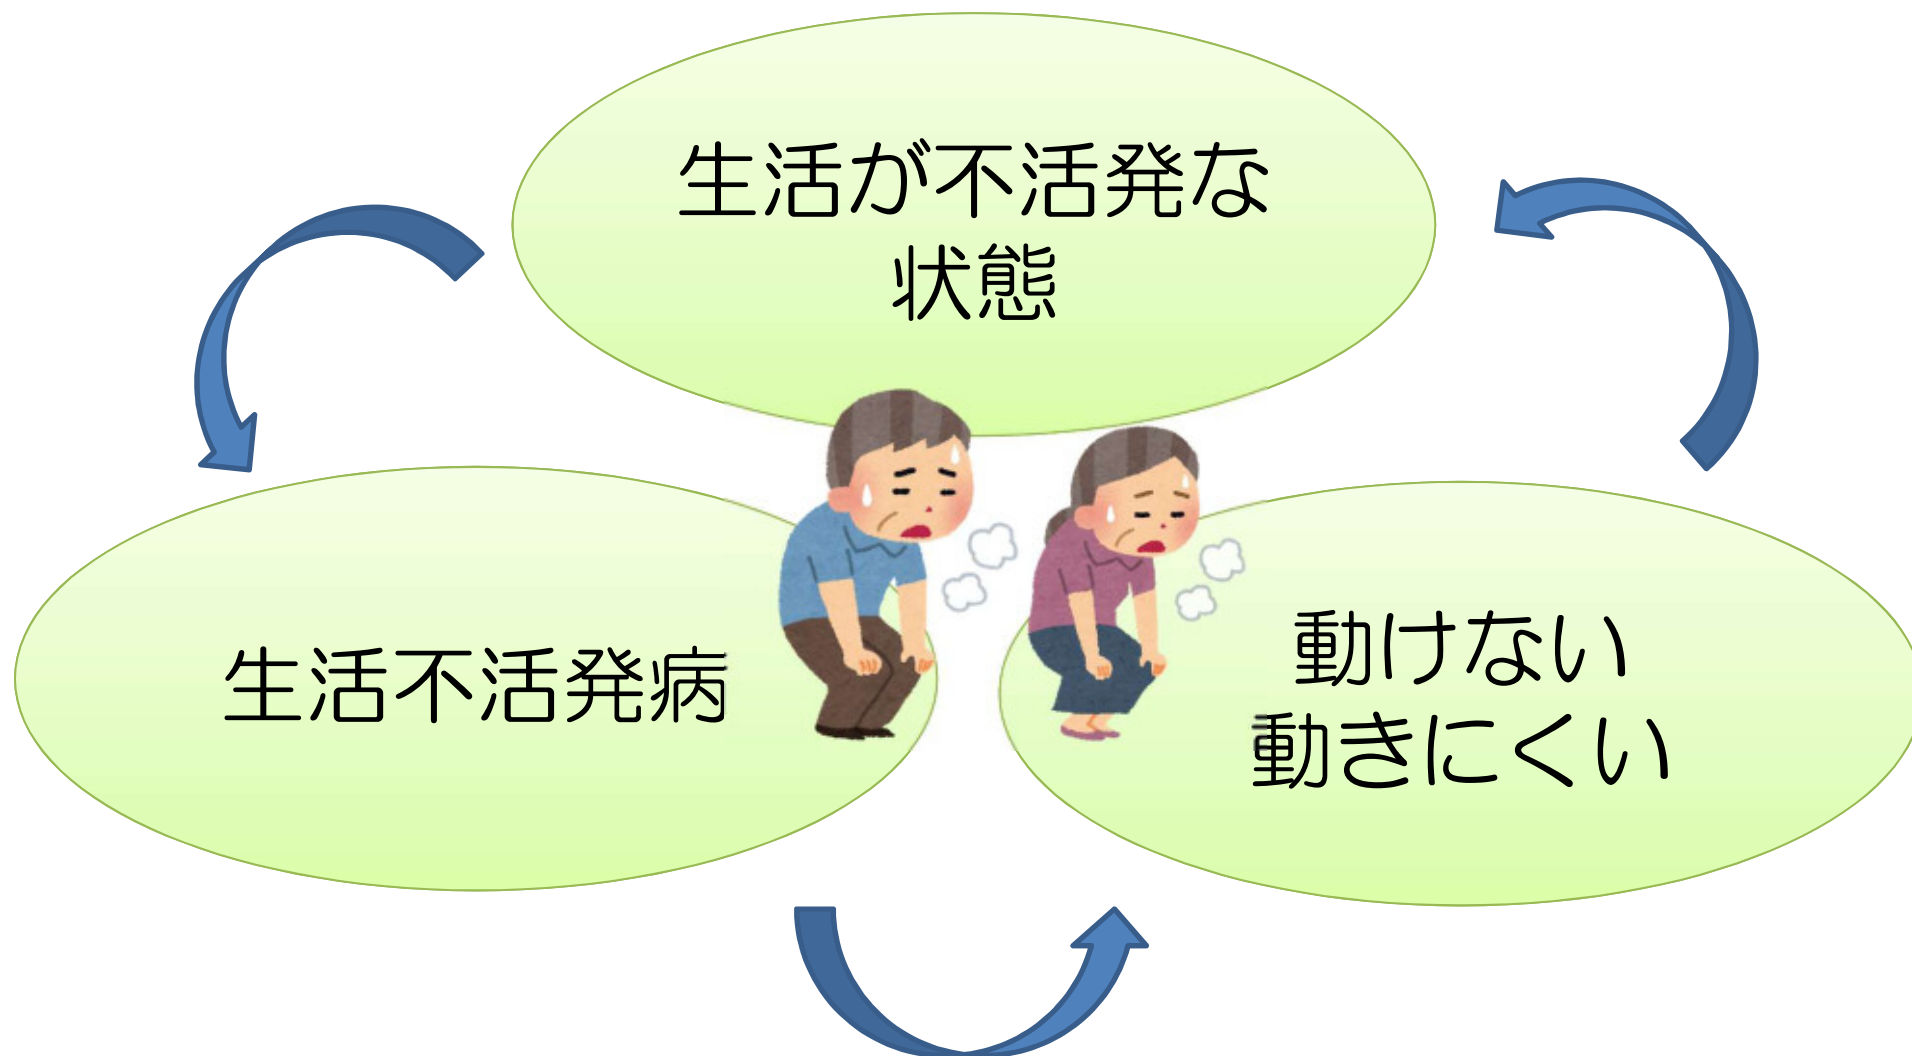 生活が不活発な
状態
生活不活発病
動けない
動きにくい